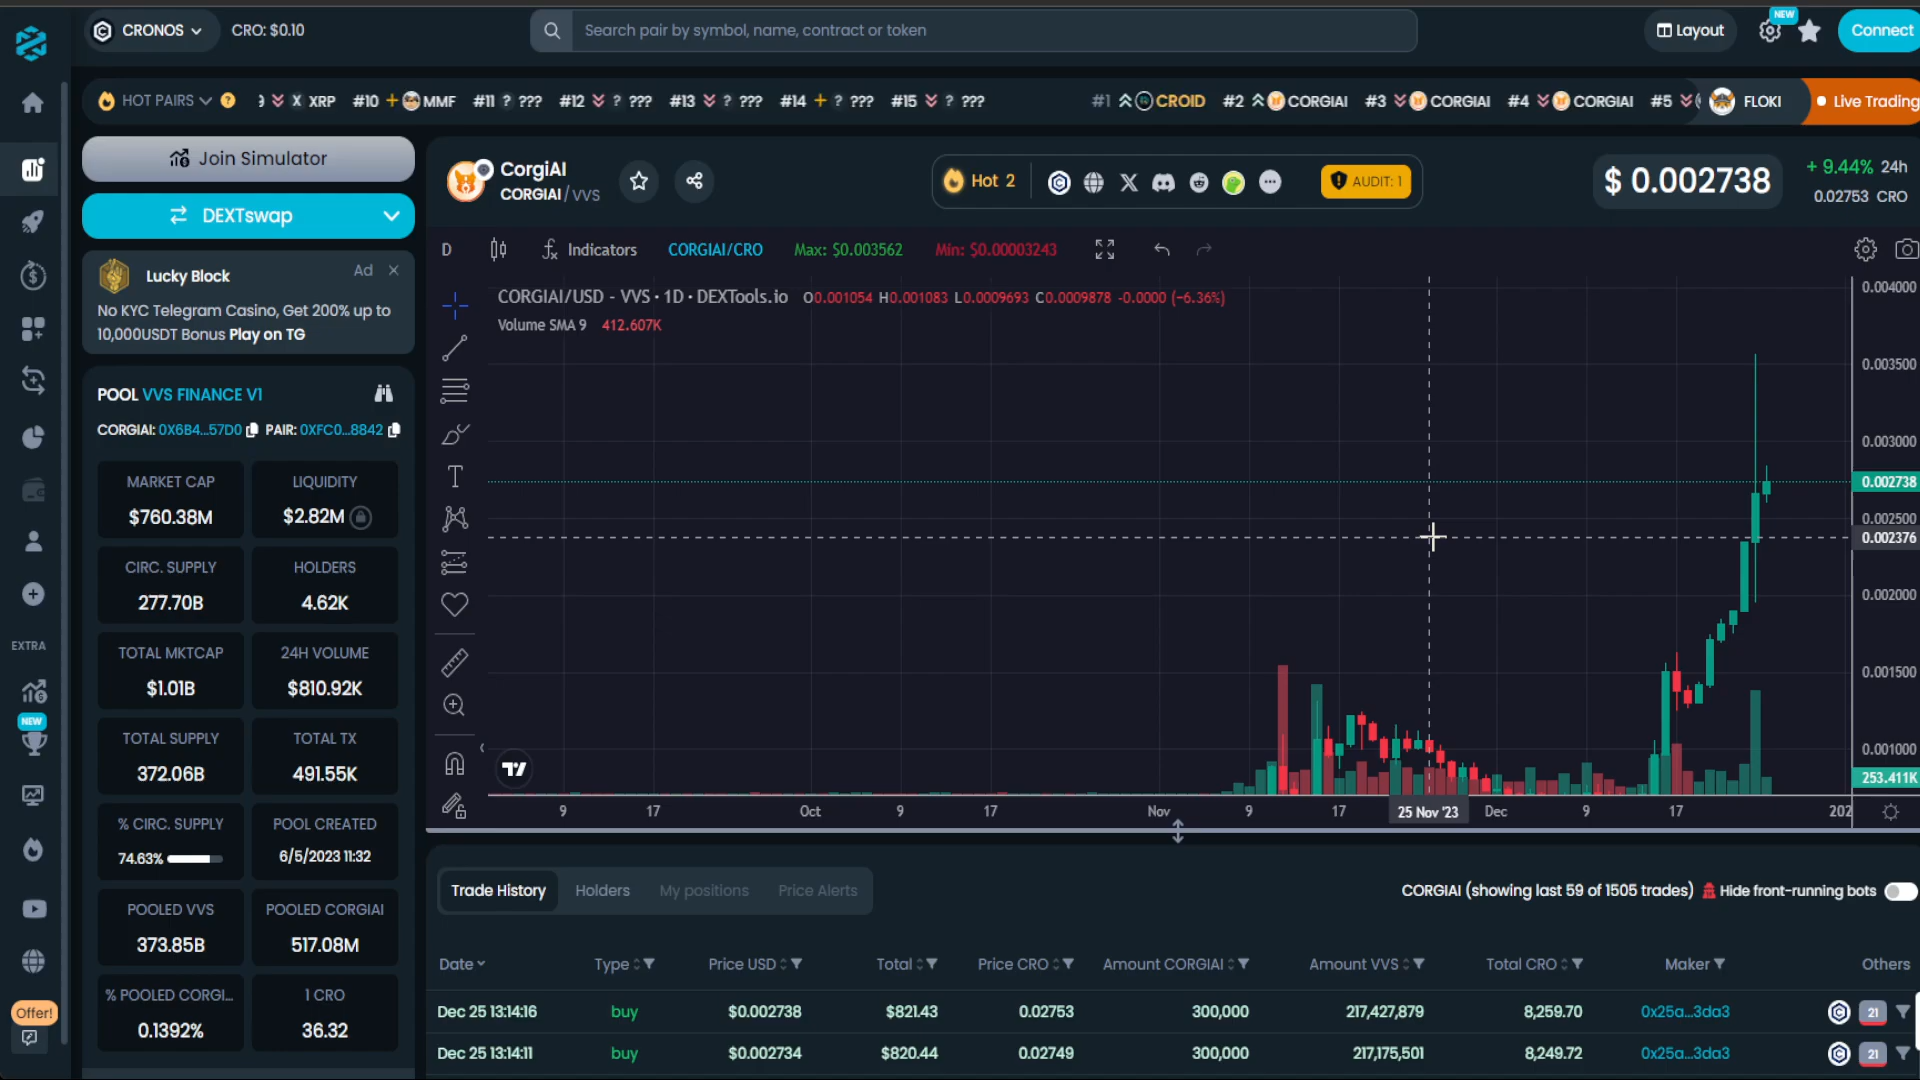 CRONOS
CRO: $0.10
Search pair by symbol, name, contract or token
Layout
NEW
Connect
HOT PAIRS ?
XRP #10 MMF #11 ? ??? #12 ? ??? #13 ? ??? #14 ? ??? #15 ? ???
#1 CROID #2 CORGIAI #3 CORGIAI #4 CORGIAI #5 FLOKI
Live Trading
Join Simulator
DEXTswap
Lucky Block
Ad
No KYC Telegram Casino, Get 200% up to
10,000USDT Bonus Play on TG
POOL VVS FINANCE V1
CORGIAI: 0X6B4...57D0 PAIR: 0XFC0...8842
MARKET CAP
$760.38M
LIQUIDITY
$2.82M
CIRC. SUPPLY
277.70B
HOLDERS
4.62K
TOTAL MKTCAP
$1.01B
24H VOLUME
$810.92K
TOTAL SUPPLY
372.06B
TOTAL TX
491.55K
% CIRC. SUPPLY
74.63%
POOL CREATED
6/5/2023 11:32
POOLED VVS
373.85B
POOLED CORGIAI
517.08M
% POOLED CORGI...
0.1392%
1 CRO
36.32
EXTRA
NEW
Offer!
CorgiAI
CORGIAI/VVS
Hot 2
AUDIT: 1
$ 0.002738
+ 9.44% 24h
0.02753 CRO
D
Indicators
CORGIAI/CRO
Max: $0.003562
Min: $0.00003243
CORGIAI/USD - VVS · 1D · DEXTools.io O0.001054 H0.001083 L0.0009693 C0.0009878 -0.0000 (−6.36%)
Volume SMA 9 412.607K
0.004000
0.003500
0.003000
0.002738
0.002500
0.002376
0.002000
0.001500
0.001000
253.411K
9 17 Oct 9 17 Nov 9 17 25 Nov '23 Dec 9 17 202
Trade History
Holders
My positions
Price Alerts
CORGIAI (showing last 59 of 1505 trades)
Hide front-running bots
Date Type Price USD Total Price CRO Amount CORGIAI Amount VVS Total CRO Maker Others
Dec 25 13:14:16 buy $0.002738 $821.43 0.02753 300,000 217,427,879 8,259.70 0x25a...3da3 21
Dec 25 13:14:11 buy $0.002734 $820.44 0.02749 300,000 217,175,501 8,249.72 0x25a...3da3 21